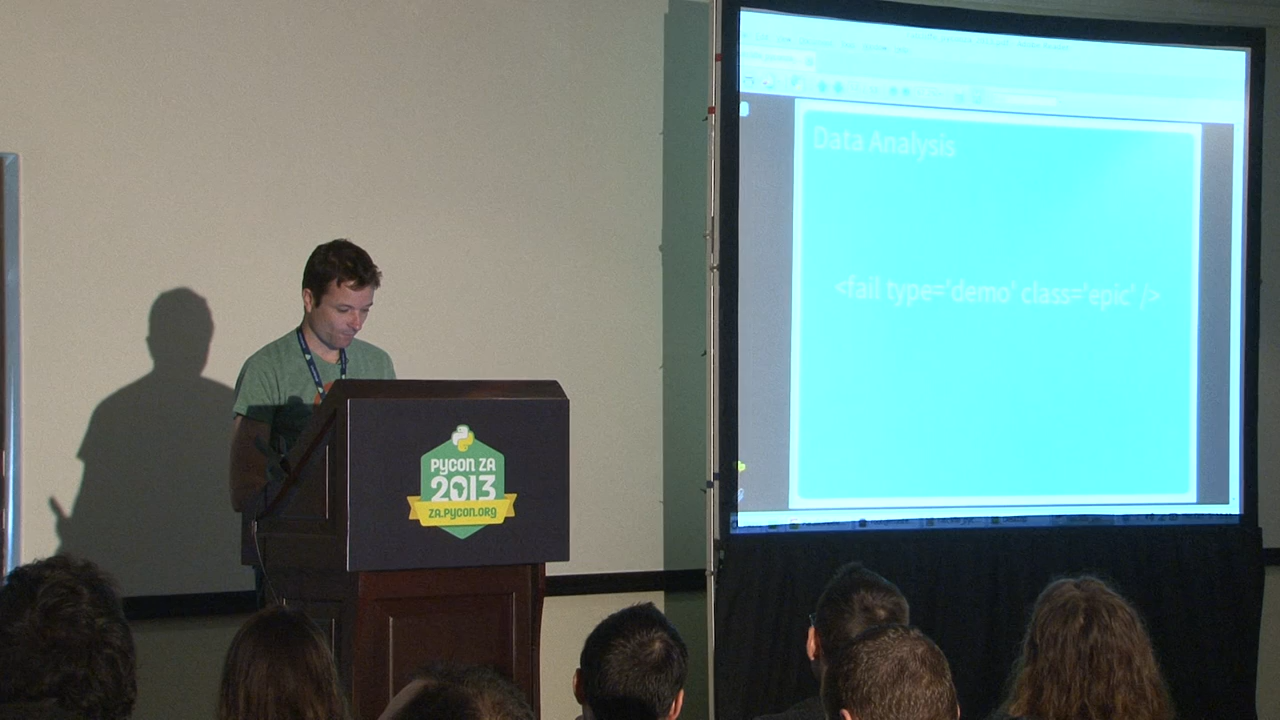 PYCON ZA
2013
ZA.PYCON.ORG
Data Analysis
<fail type='demo' class='epic' />